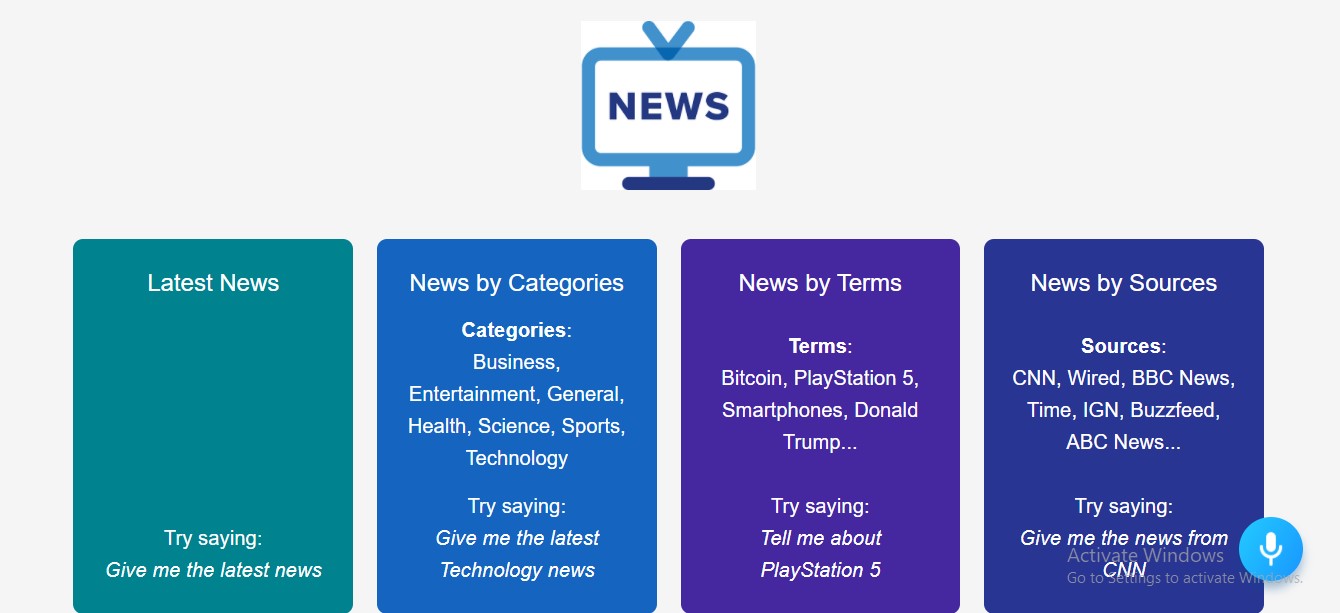 NEWS
Latest News
Try saying:
Give me the latest news
News by Categories
Categories:
Business,
Entertainment, General,
Health, Science, Sports,
Technology
Try saying:
Give me the latest
Technology news
News by Terms
Terms:
Bitcoin, PlayStation 5,
Smartphones, Donald
Trump...
Try saying:
Tell me about
PlayStation 5
News by Sources
Sources:
CNN, Wired, BBC News,
Time, IGN, Buzzfeed,
ABC News...
Try saying:
Give me the news from
CNN
Activate Windows
Go to Settings to activate Windows.